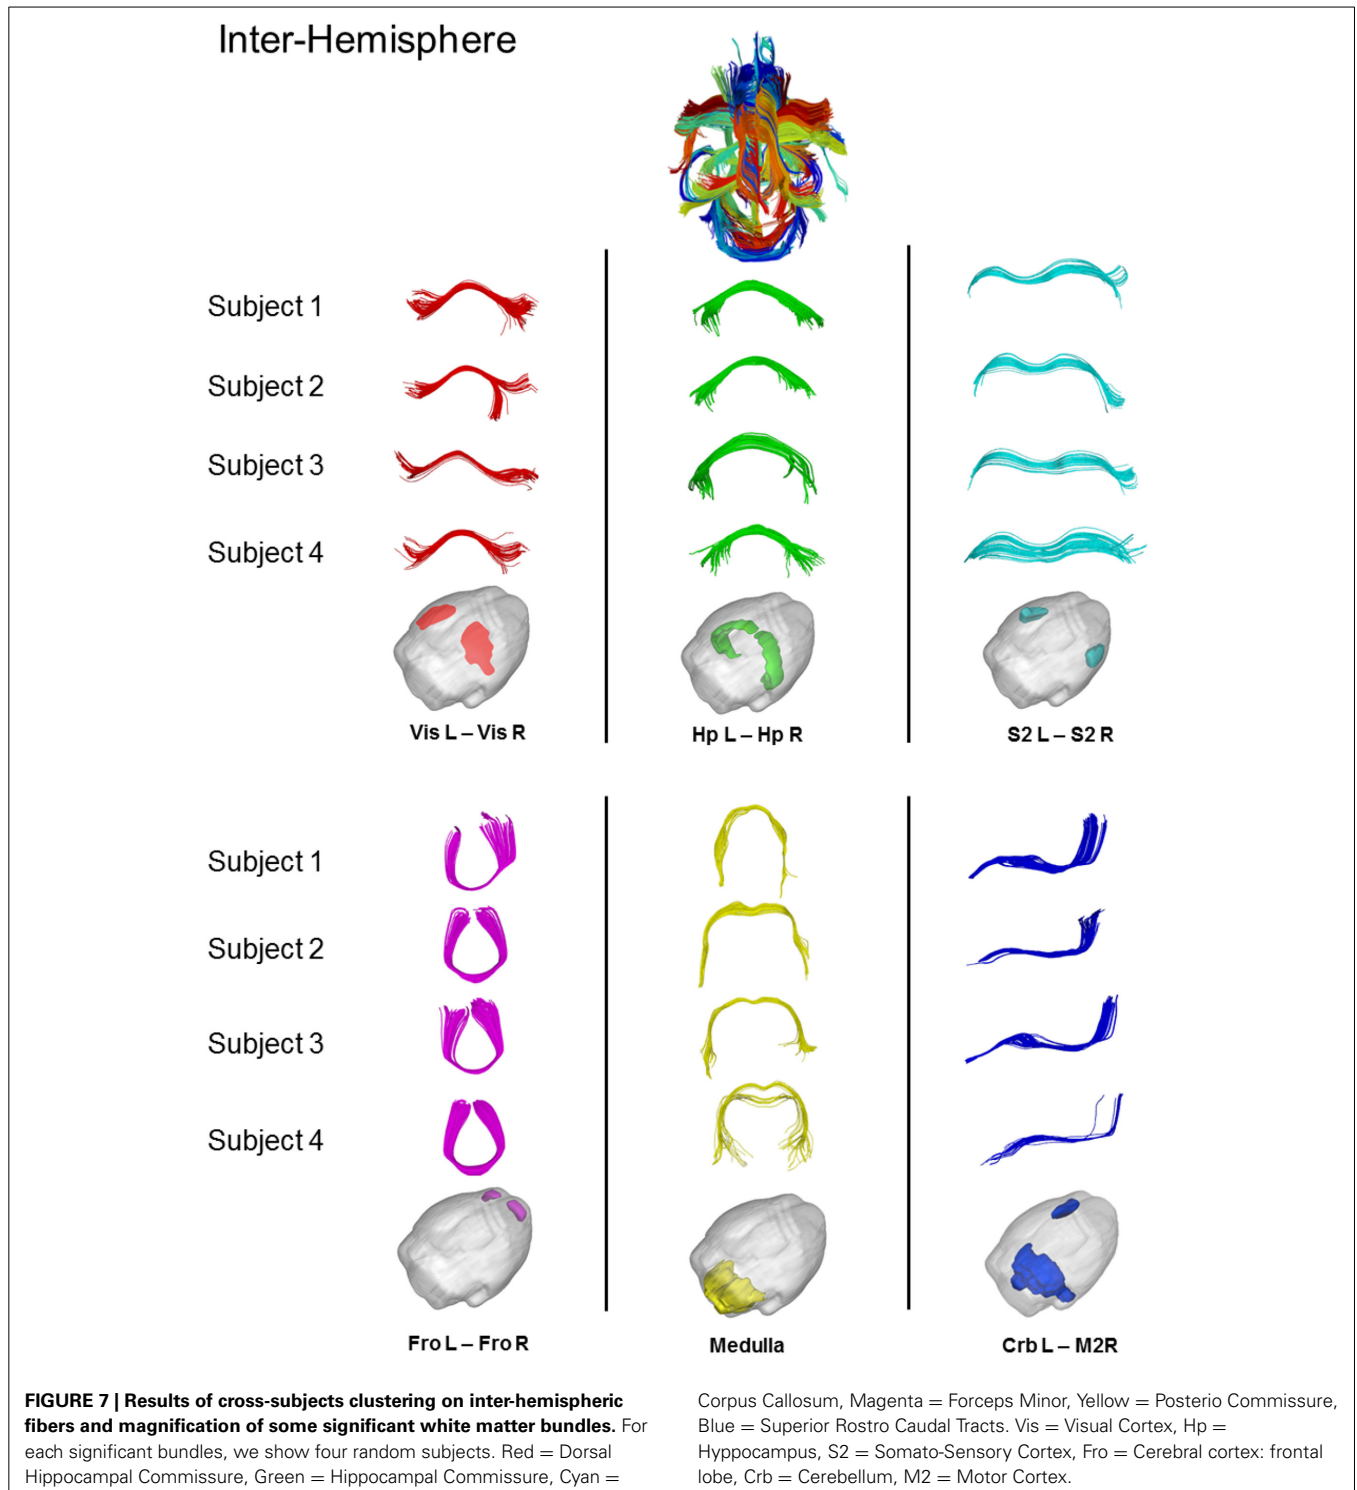 Inter-Hemisphere
Subject 1
Subject 2
Subject 3
Subject 4
Vis L – Vis R
Hp L – Hp R
S2 L – S2 R
Subject 1
Subject 2
Subject 3
Subject 4
Fro L – Fro R
Medulla
Crb L – M2R
FIGURE 7 | Results of cross-subjects clustering on inter-hemispheric
fibers and magnification of some significant white matter bundles. For
each significant bundles, we show four random subjects. Red = Dorsal
Hippocampal Commissure, Green = Hippocampal Commissure, Cyan =
Corpus Callosum, Magenta = Forceps Minor, Yellow = Posterio Commissure,
Blue = Superior Rostro Caudal Tracts. Vis = Visual Cortex, Hp =
Hyppocampus, S2 = Somato-Sensory Cortex, Fro = Cerebral cortex: frontal
lobe, Crb = Cerebellum, M2 = Motor Cortex.